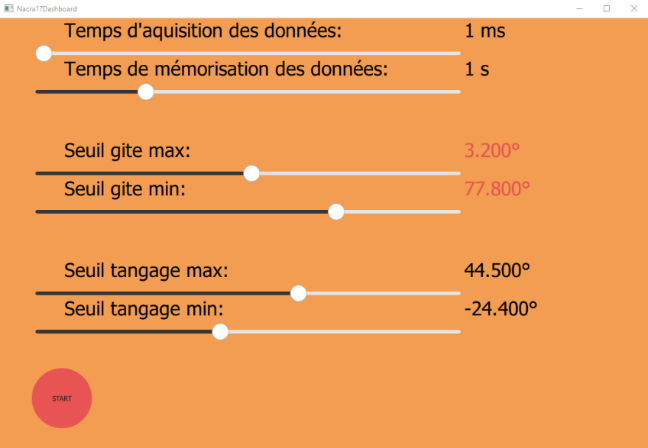 Nacra17Dashboard
Temps d'aquisition des données: 1 ms
Temps de mémorisation des données: 1 s
Seuil gite max: 3.200°
Seuil gite min: 77.800°
Seuil tangage max: 44.500°
Seuil tangage min: -24.400°
START